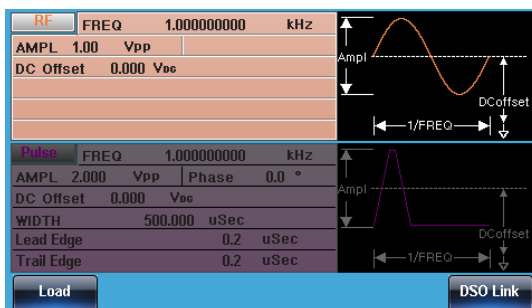 RF FREQ 1.000000000 kHz
AMPL 1.00 Vpp
DC Offset 0.000 VDC
Ampl
DCoffset
1/FREQ
Pulse FREQ 1.000000000 kHz
AMPL 2.000 Vpp Phase 0.0 °
DC Offset 0.000 VDC
WIDTH 500.000 uSec
Lead Edge 0.2 uSec
Trail Edge 0.2 uSec
Ampl
DCoffset
1/FREQ
Load
DSO Link